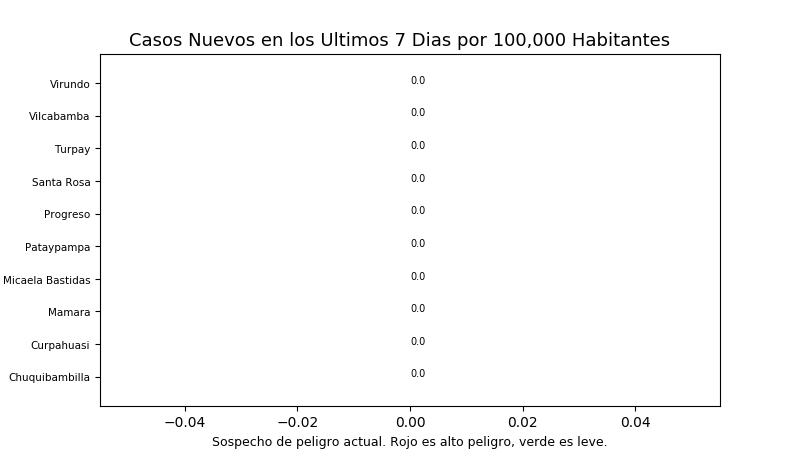 Casos Nuevos en los Ultimos 7 Dias por 100,000 Habitantes
Virundo 0.0
Vilcabamba 0.0
Turpay 0.0
Santa Rosa 0.0
Progreso 0.0
Pataypampa 0.0
Micaela Bastidas 0.0
Mamara 0.0
Curpahuasi 0.0
Chuquibambilla 0.0
−0.04 −0.02 0.00 0.02 0.04
Sospecho de peligro actual. Rojo es alto peligro, verde es leve.